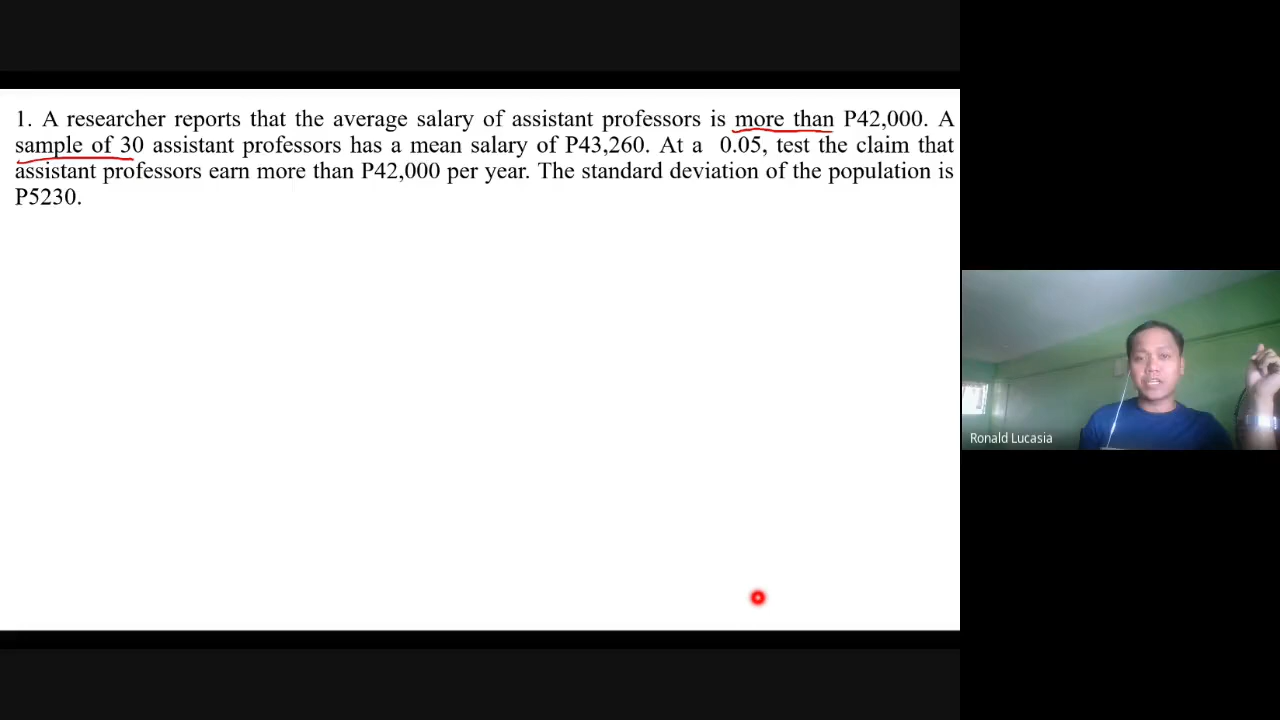 1. A researcher reports that the average salary of assistant professors is more than P42,000. A
sample of 30 assistant professors has a mean salary of P43,260. At a 0.05, test the claim that
assistant professors earn more than P42,000 per year. The standard deviation of the population is
P5230.
Ronald Lucasia